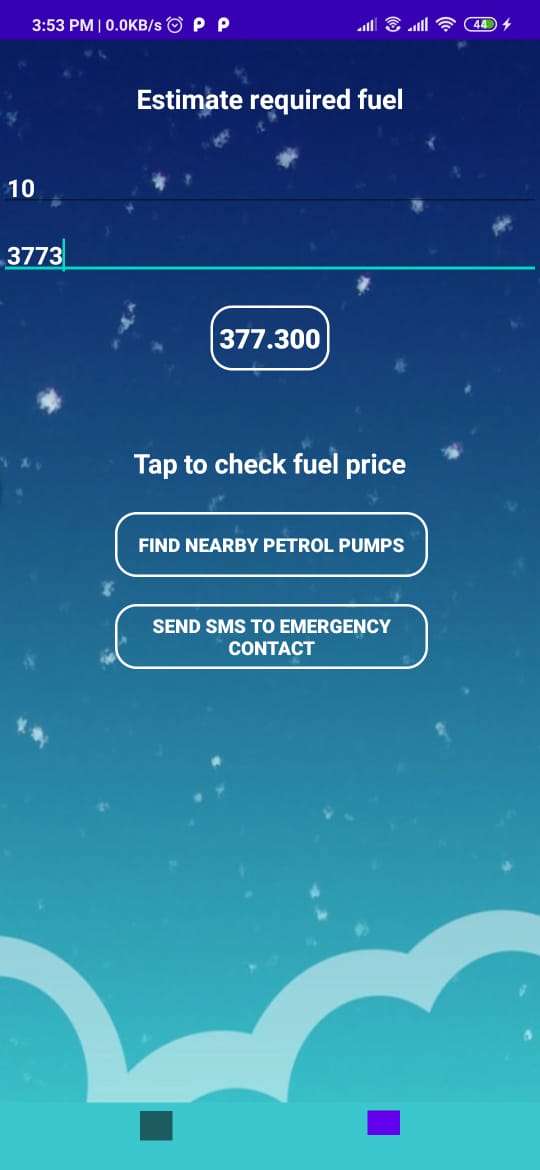 3:53 PM | 0.0KB/s
44
Estimate required fuel
10
3773
377.300
Tap to check fuel price
FIND NEARBY PETROL PUMPS
SEND SMS TO EMERGENCY
CONTACT